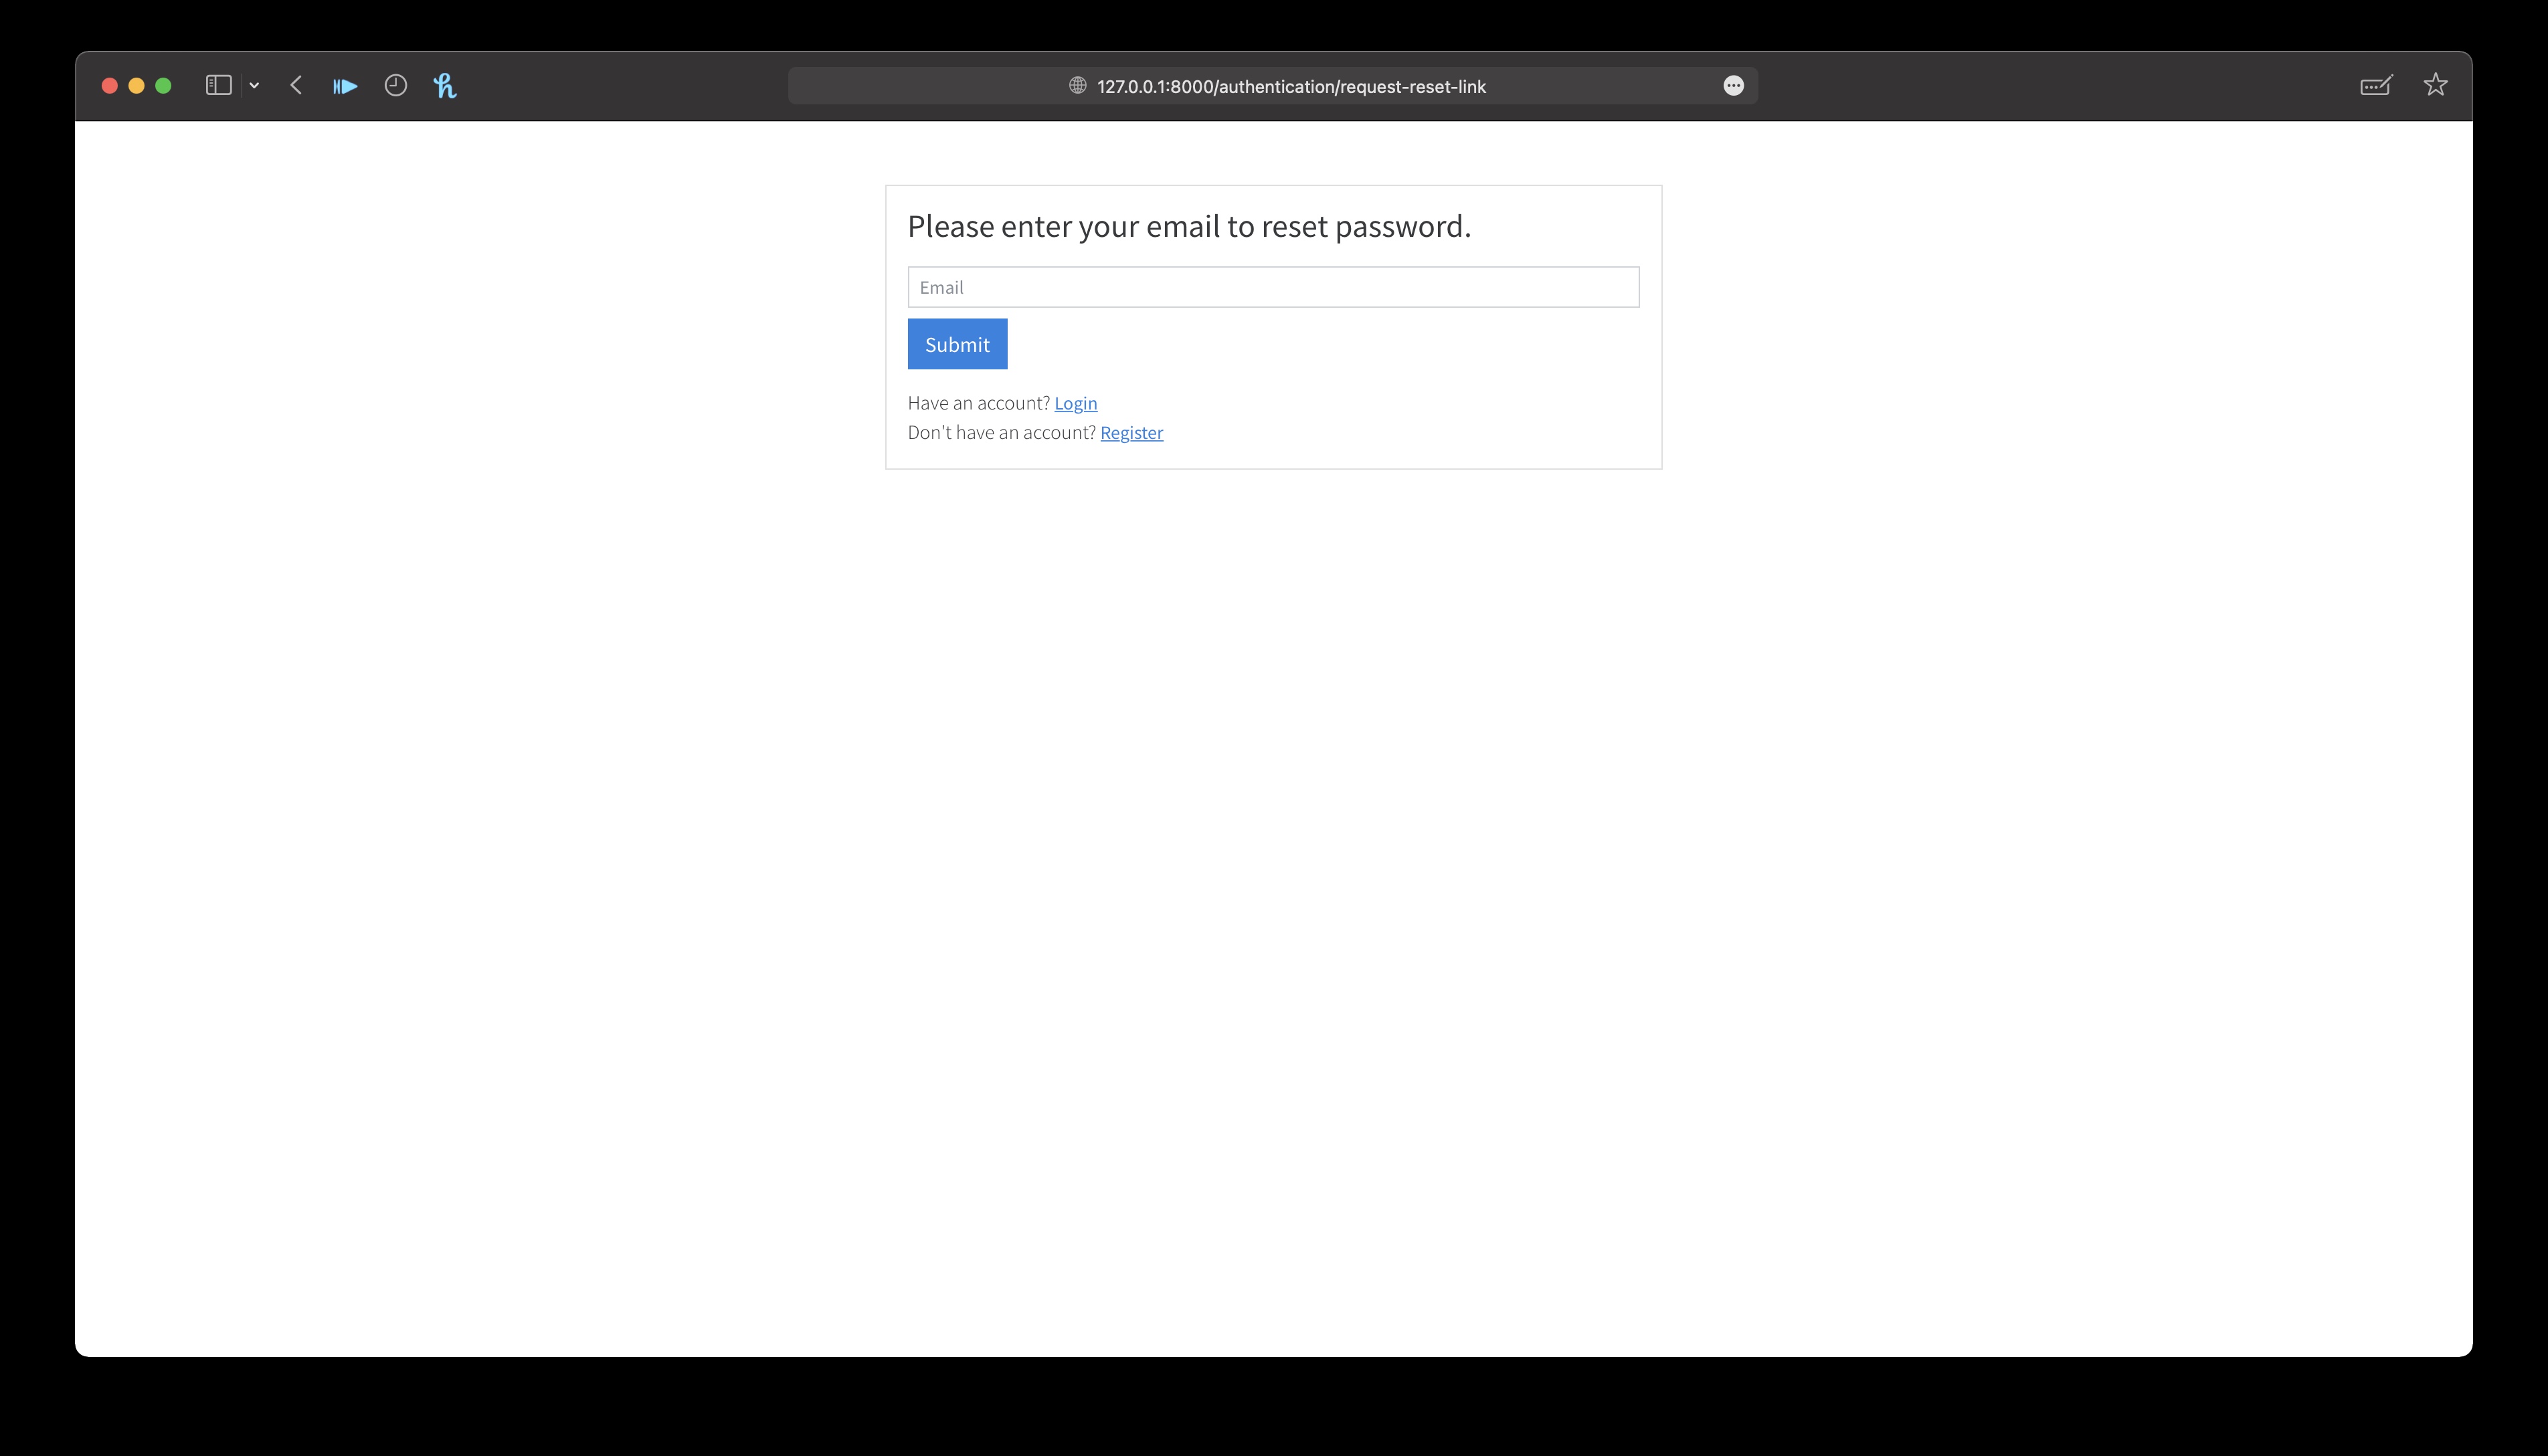 127.0.0.1:8000/authentication/request-reset-link
Please enter your email to reset password.
Email
Submit
Have an account? Login
Don't have an account? Register